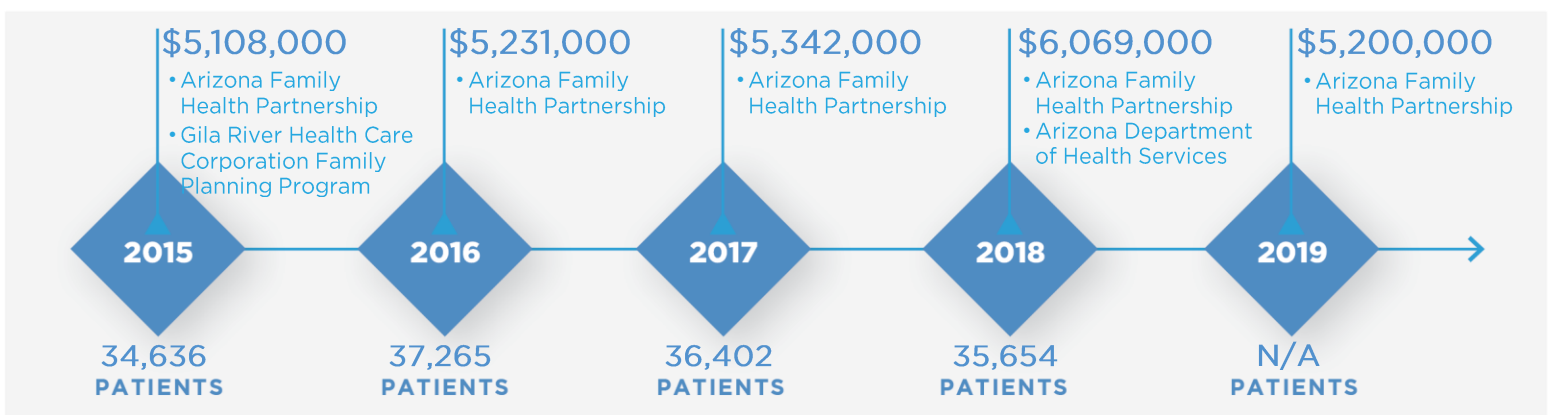 $5,108,000
• Arizona Family
Health Partnership
• Gila River Health Care
Corporation Family
Planning Program
2015
34,636
PATIENTS
$5,231,000
• Arizona Family
Health Partnership
2016
37,265
PATIENTS
$5,342,000
• Arizona Family
Health Partnership
2017
36,402
PATIENTS
$6,069,000
• Arizona Family
Health Partnership
• Arizona Department
of Health Services
2018
35,654
PATIENTS
$5,200,000
• Arizona Family
Health Partnership
2019
N/A
PATIENTS